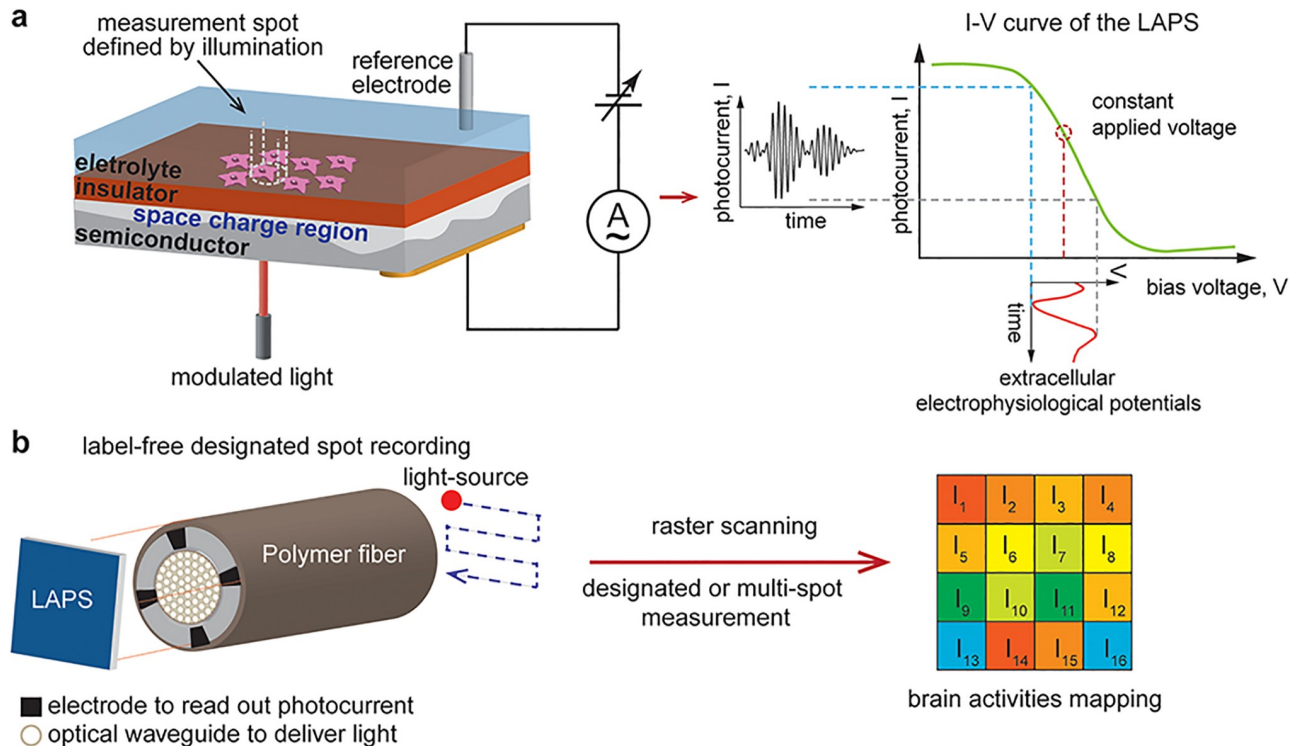 a
measurement spot
defined by illumination
reference
electrode
eletrolyte
insulator
space charge region
semiconductor
modulated light
A
~
photocurrent, I
time
I-V curve of the LAPS
photocurrent, I
constant
applied voltage
V
bias voltage, V
time
extracellular
electrophysiological potentials
b
label-free designated spot recording
light-source
Polymer fiber
LAPS
electrode to read out photocurrent
optical waveguide to deliver light
raster scanning
designated or multi-spot
measurement
I1 I2 I3 I4
I5 I6 I7 I8
I9 I10 I11 I12
I13 I14 I15 I16
brain activities mapping